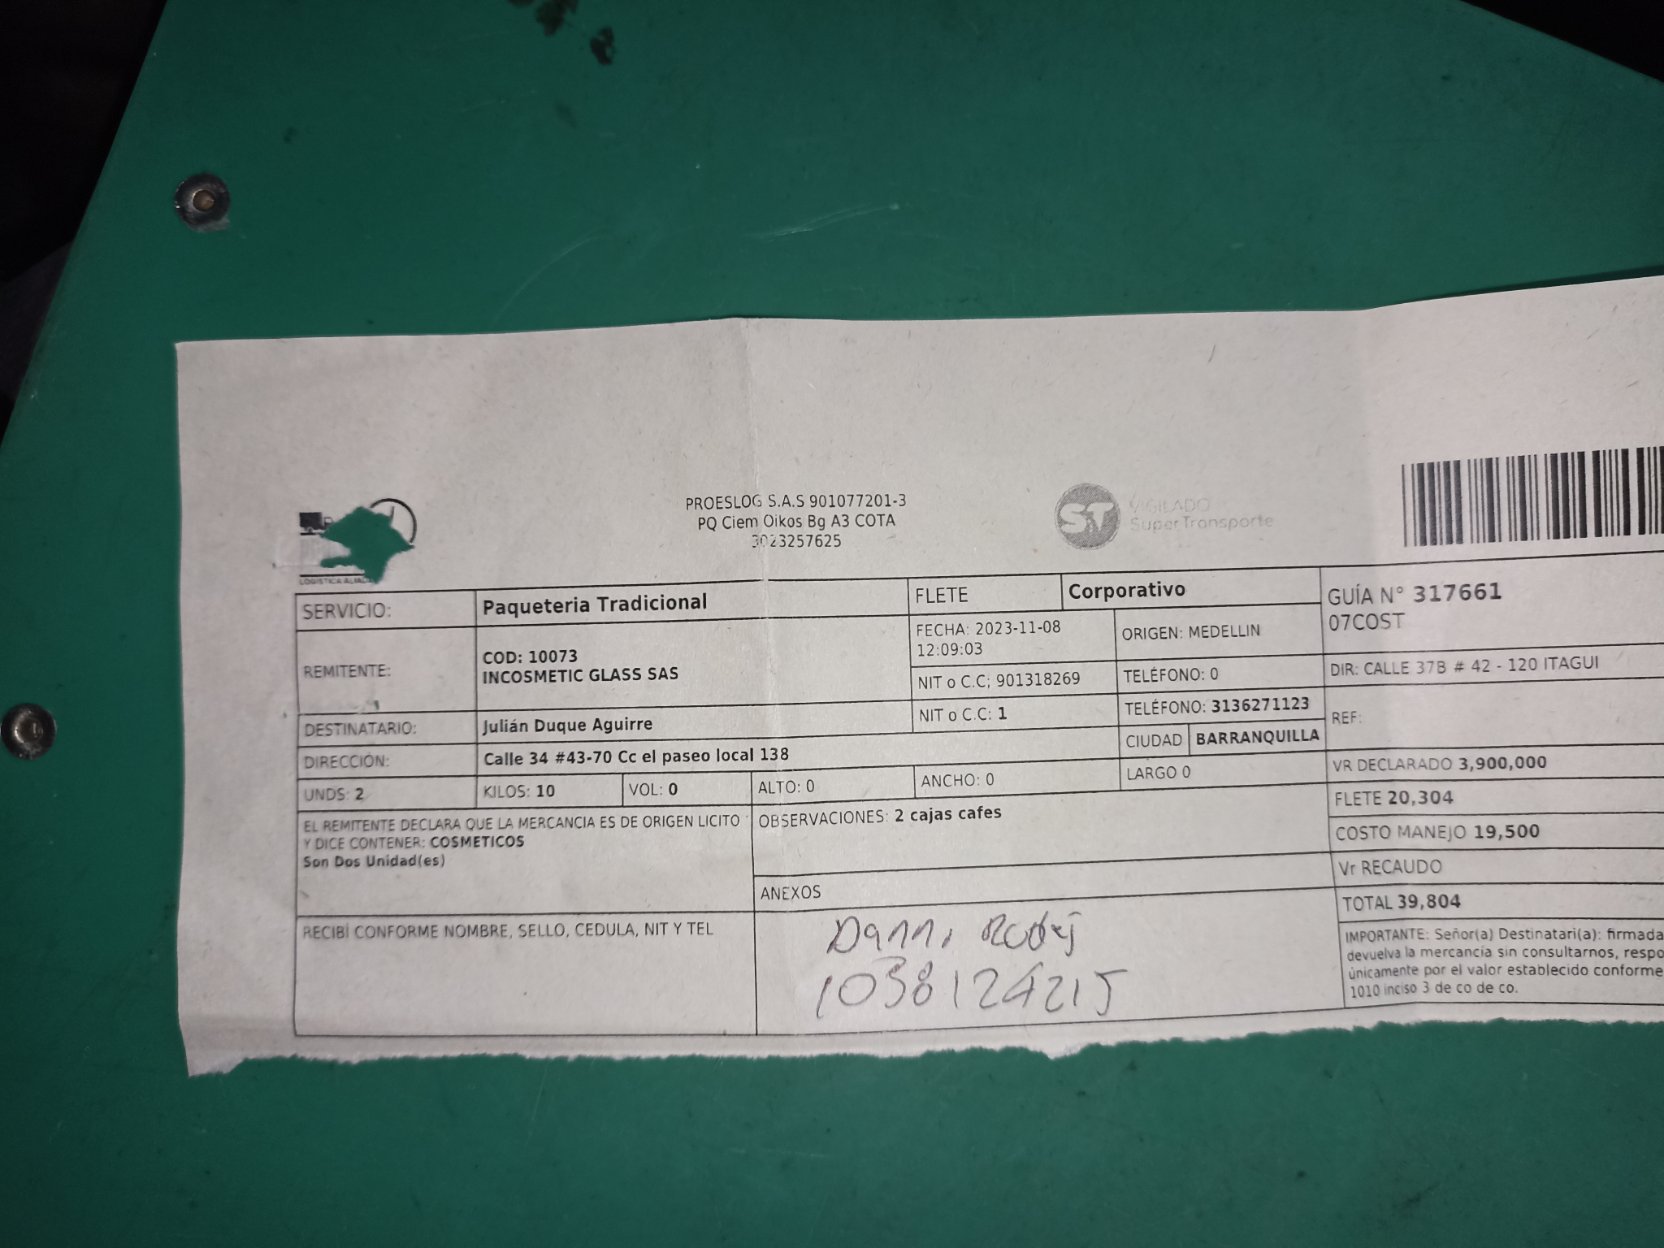 PROESLOG S.A.S 901077201-3
PQ Ciem Oikos Bg A3 COTA
3023257625
ST
VIGILADO
SuperTransporte
SERVICIO: Paqueteria Tradicional
FLETE Corporativo
GUÍA N° 317661
07COST
REMITENTE:
COD: 10073
INCOSMETIC GLASS SAS
FECHA: 2023-11-08
12:09:03
ORIGEN: MEDELLIN
NIT o C.C; 901318269
TELÉFONO: 0
DIR: CALLE 37B # 42 - 120 ITAGUI
DESTINATARIO: Julián Duque Aguirre
NIT o C.C: 1
TELÉFONO: 3136271123
REF:
DIRECCIÓN: Calle 34 #43-70 Cc el paseo local 138
CIUDAD BARRANQUILLA
UNDS: 2 KILOS: 10 VOL: 0 ALTO: 0 ANCHO: 0 LARGO 0
VR DECLARADO 3,900,000
EL REMITENTE DECLARA QUE LA MERCANCIA ES DE ORIGEN LICITO
Y DICE CONTENER: COSMETICOS
Son Dos Unidad(es)
OBSERVACIONES: 2 cajas cafes
FLETE 20,304
COSTO MANEJO 19,500
Vr RECAUDO
ANEXOS
TOTAL 39,804
RECIBÍ CONFORME NOMBRE, SELLO, CEDULA, NIT Y TEL
1038124215
IMPORTANTE: Señor(a) Destinatari(a): firmada
devuelva la mercancía sin consultarnos, respo
únicamente por el valor establecido conforme
1010 inciso 3 de co de co.